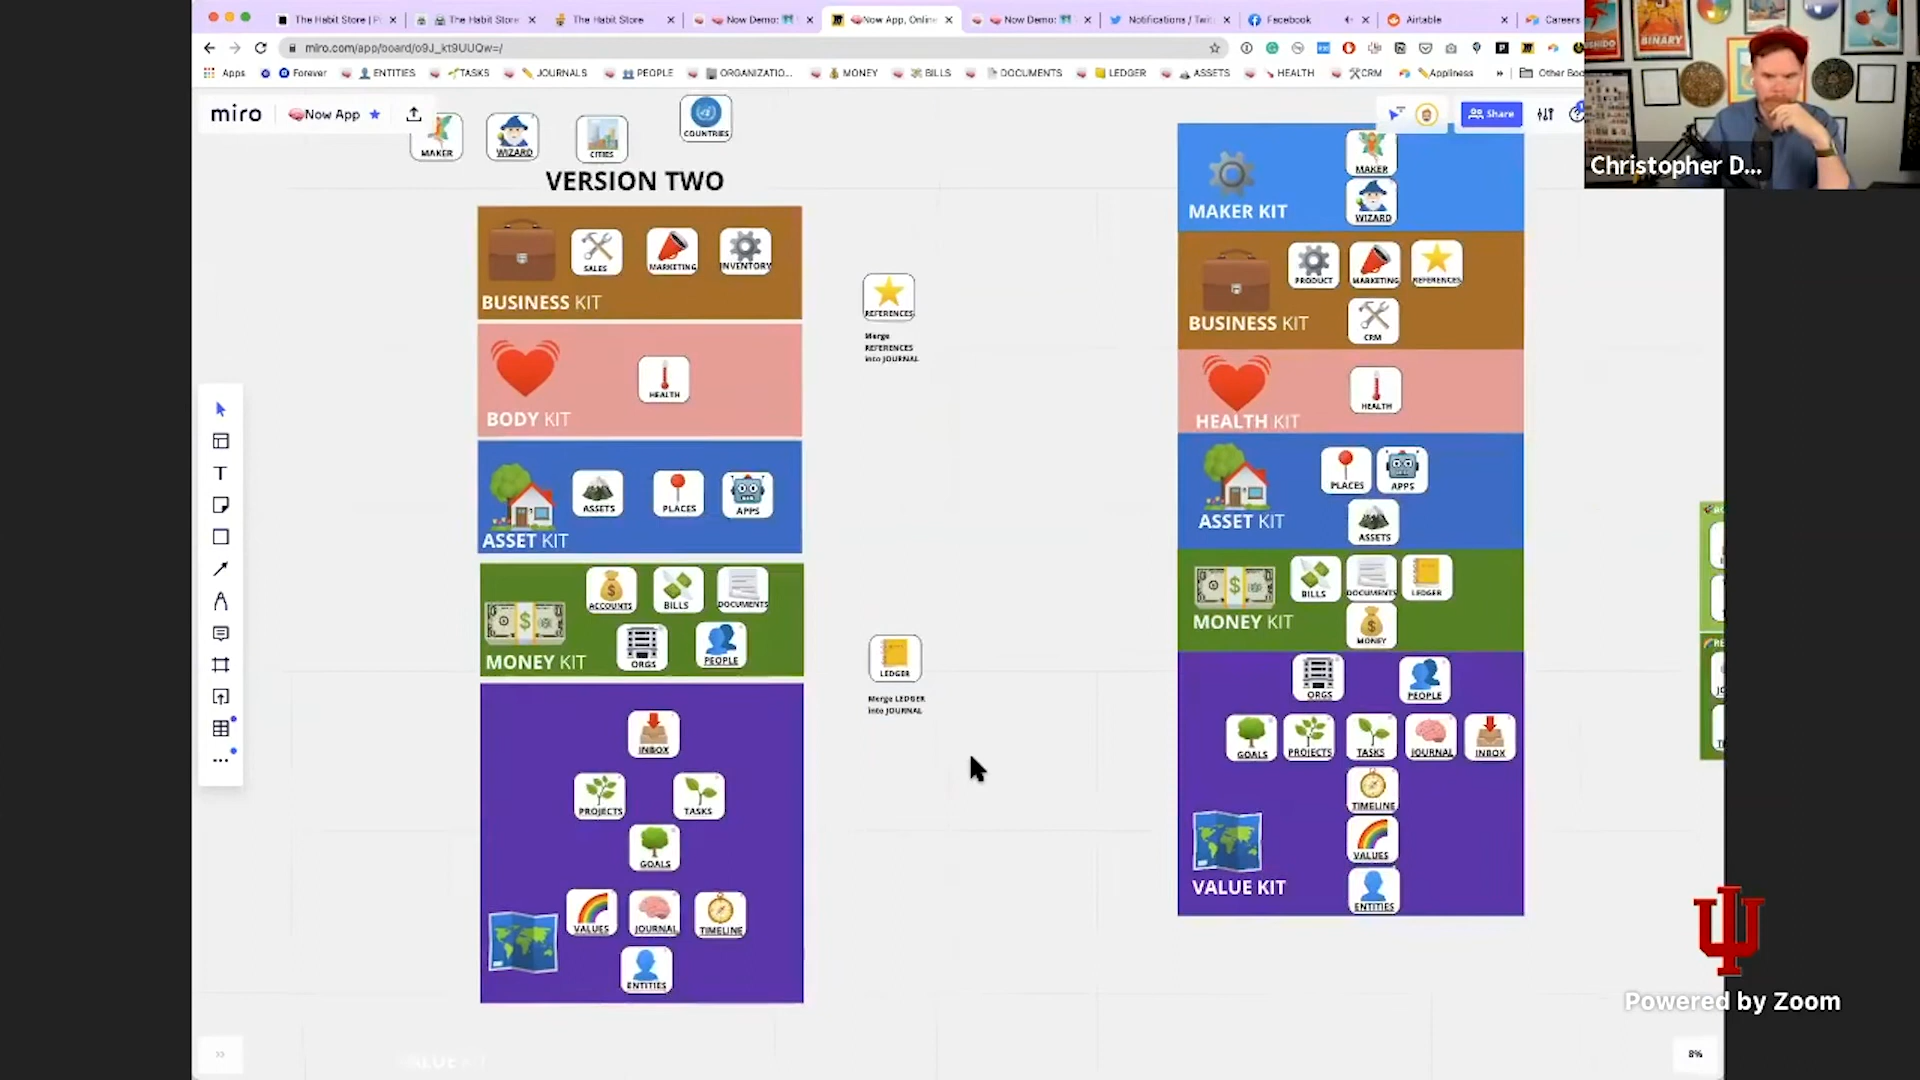 The Habit Store | P
The Habit Store
The Habit Store
Now Demo:
Now App, Online
Now Demo:
Notifications / Twit
Facebook
Airtable
Careers
miro.com/app/board/o9J_kt9UUQw=/
Apps
Forever
ENTITIES
TASKS
JOURNALS
PEOPLE
ORGANIZATIO...
MONEY
BILLS
DOCUMENTS
LEDGER
ASSETS
HEALTH
CRM
Appliness
»
Other Boo
USHIDO
BINARY
Christopher D...
miro
Now App
Share
MAKER
WIZARD
CITIES
COUNTRIES
VERSION TWO
SALES
MARKETING
INVENTORY
BUSINESS KIT
HEALTH
BODY KIT
ASSETS
PLACES
APPS
ASSET KIT
ACCOUNTS
BILLS
DOCUMENTS
ORGS
PEOPLE
MONEY KIT
INBOX
PROJECTS
TASKS
GOALS
VALUES
JOURNAL
TIMELINE
ENTITIES
REFERENCES
Merge
REFERENCES
into JOURNAL
LEDGER
Merge LEDGER
into JOURNAL
MAKER
WIZARD
MAKER KIT
PRODUCT
MARKETING
REFERENCES
CRM
BUSINESS KIT
HEALTH
HEALTH KIT
PLACES
APPS
ASSETS
ASSET KIT
BILLS
DOCUMENTS
LEDGER
MONEY
MONEY KIT
ORGS
PEOPLE
GOALS
PROJECTS
TASKS
JOURNAL
INBOX
TIMELINE
VALUES
ENTITIES
VALUE KIT
8%
Powered by Zoom